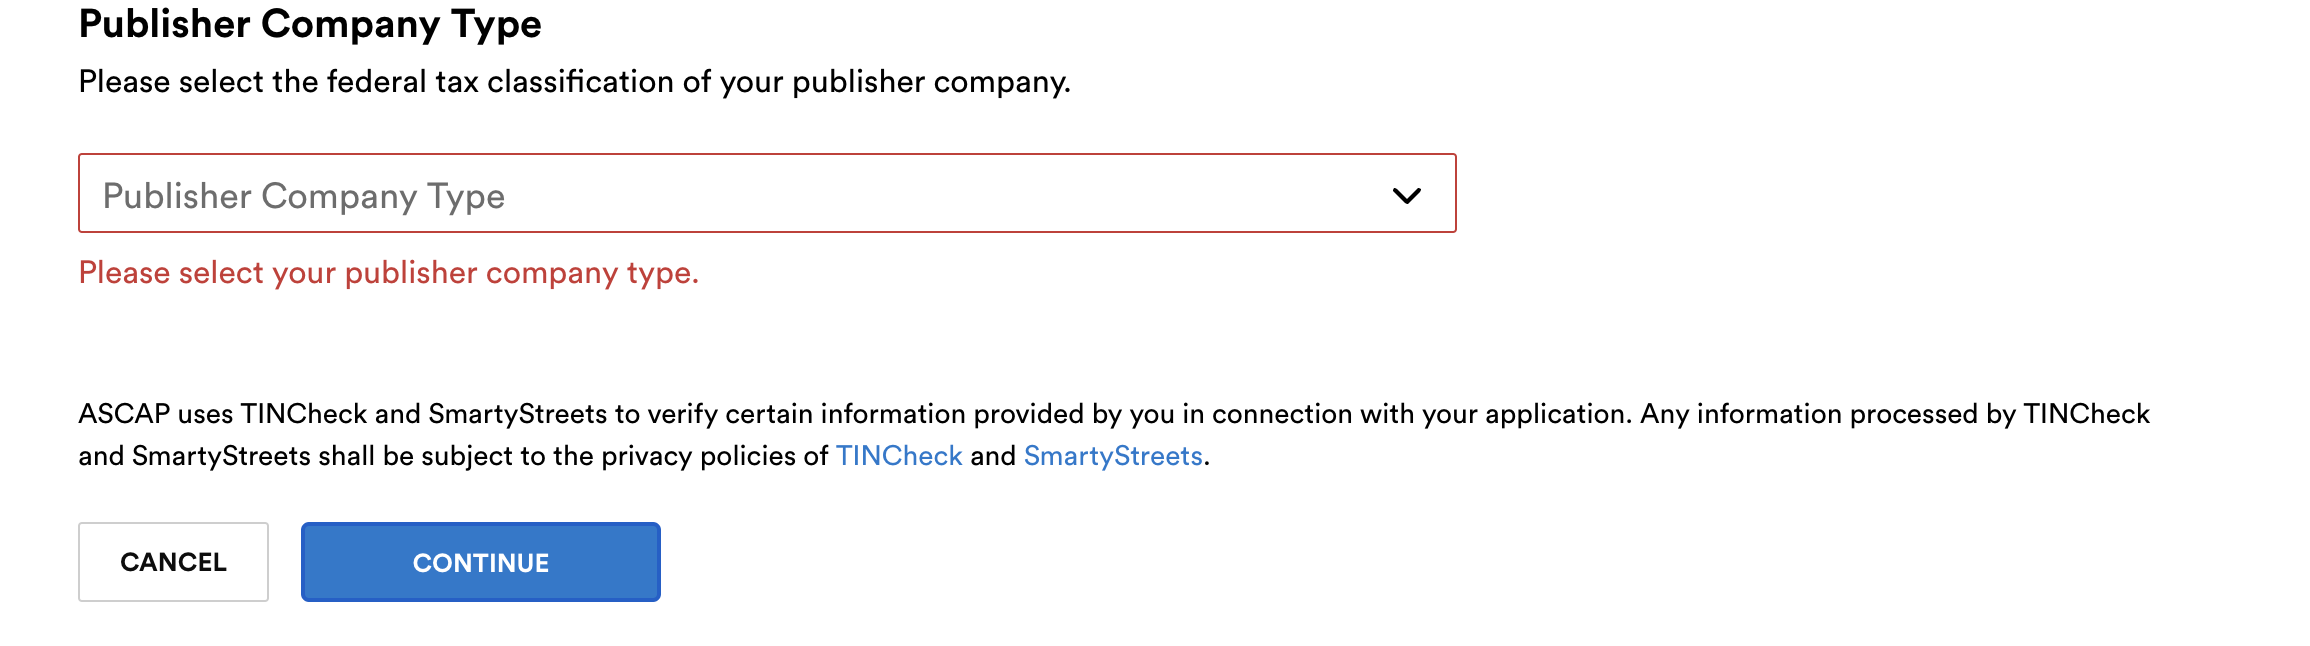 Publisher Company Type
Please select the federal tax classification of your publisher company.
Publisher Company Type
Please select your publisher company type.
ASCAP uses TINCheck and SmartyStreets to verify certain information provided by you in connection with your application. Any information processed by TINCheck
and SmartyStreets shall be subject to the privacy policies of TINCheck and SmartyStreets.
CANCEL
CONTINUE